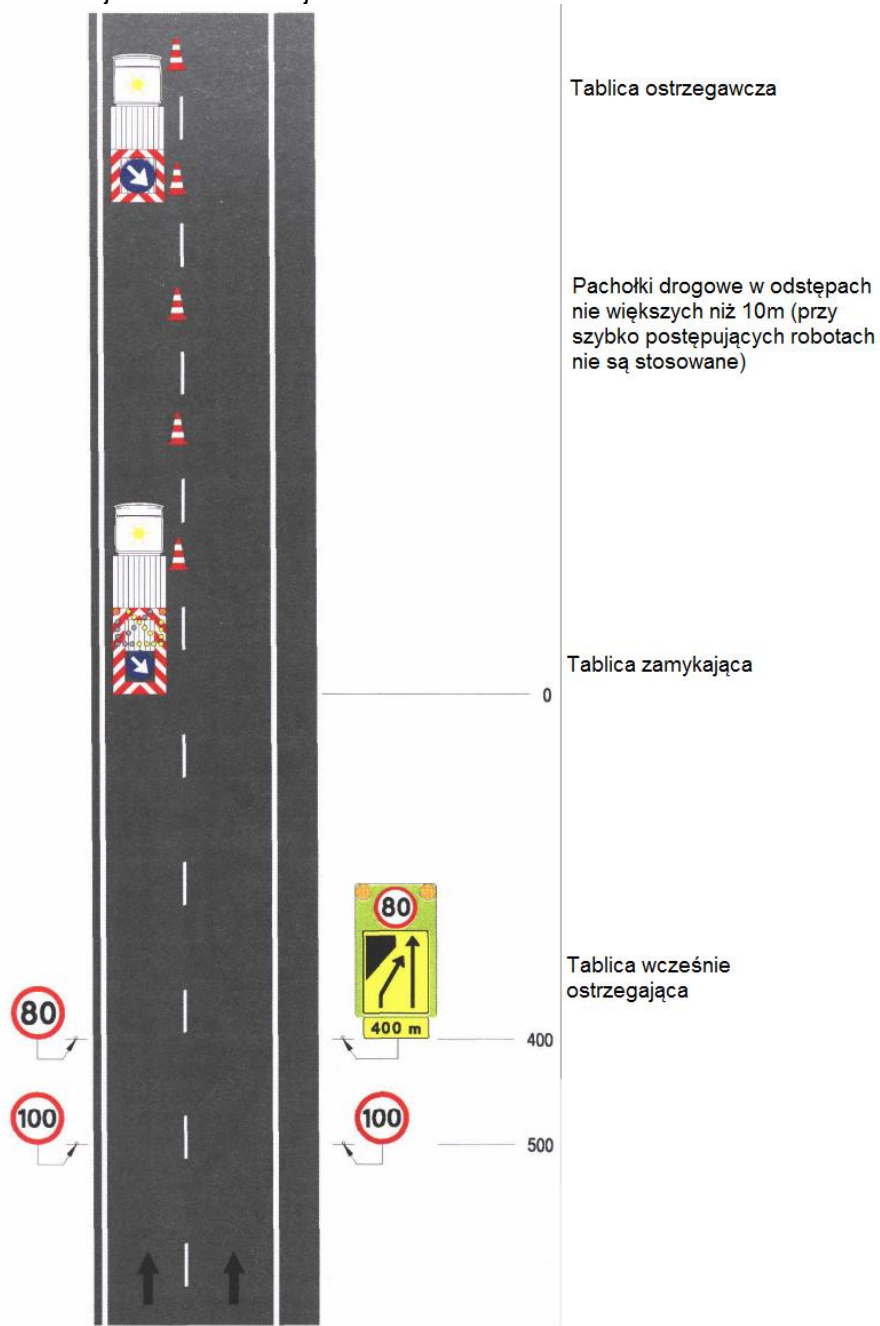 Tablica ostrzegawcza
Pachołki drogowe w odstępach
nie większych niż 10m (przy
szybko postępujących robotach
nie są stosowane)
Tablica zamykająca
0
80
Tablica wcześnie
ostrzegająca
80
400 m
400
100
100
500